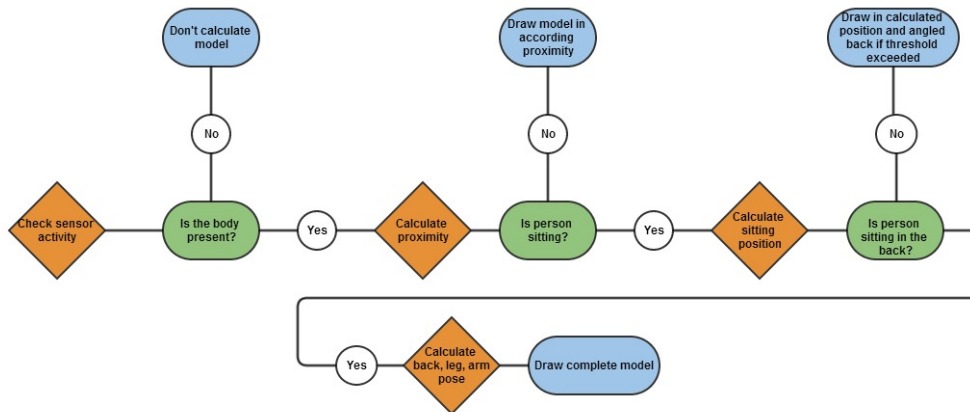 Don't calculate
model
Draw model in
according
proximity
Draw in calculated
position and angled
back if threshold
exceeded
No
No
No
Check sensor
activity
Is the body
present?
Yes
Calculate
proximity
Is person
sitting?
Yes
Calculate
sitting
position
Is person
sitting in the
back?
Yes
Calculate
back, leg, arm
pose
Draw complete model